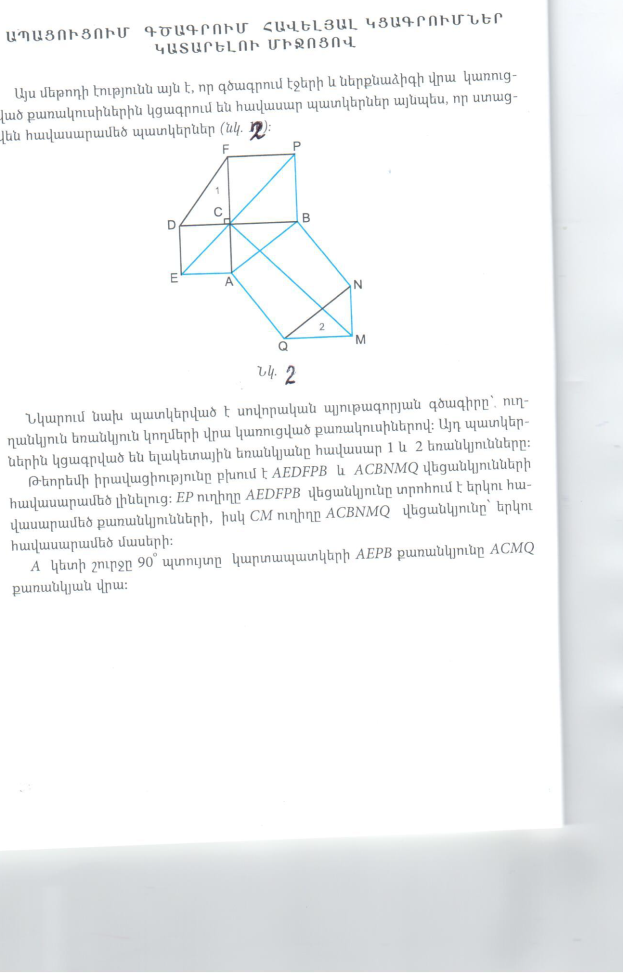 ԱՊԱՑՈՒՑՈՒՄ ԳԾԱԳՐՈՒՄ ՀԱՎԵԼՅԱԼ ԿՑԱԳՐՈՒՄՆԵՐ
ԿԱՏԱՐԵԼՈՒ ՄԻՋՈՑՈՎ
Այս մեթոդի էությունն այն է, որ գծագրում էջերի և ներքնաձիգի վրա կառուց-
ված քառակուսիներին կցագրում են հավասար պատկերներ այնպես, որ ստաց-
վեն հավասարամեծ պատկերներ (նկ. 2):
F P
1
C
D B
E A
N
2
Q M
Նկ. 2
Նկարում նախ պատկերված է սովորական պյութագորյան գծագիրը՝ ուղ-
ղանկյուն եռանկյուն կողմերի վրա կառուցված քառակուսիներով: Այդ պատկեր-
ներին կցագրված են ելակետային եռանկյանը հավասար 1 և 2 եռանկյունները:
Թեորեմի իրավացիությունը բխում է AEDFPB և ACBNMQ վեցանկյունների
հավասարամեծ լինելուց: EP ուղիղը AEDFPB վեցանկյունը տրոհում է երկու հա-
վասարամեծ քառանկյունների, իսկ CM ուղիղը ACBNMQ վեցանկյունը՝ երկու
հավասարամեծ մասերի:
A կետի շուրջը 90° պտույտը կարտապատկերի AEPB քառանկյունը ACMQ
քառանկյան վրա: